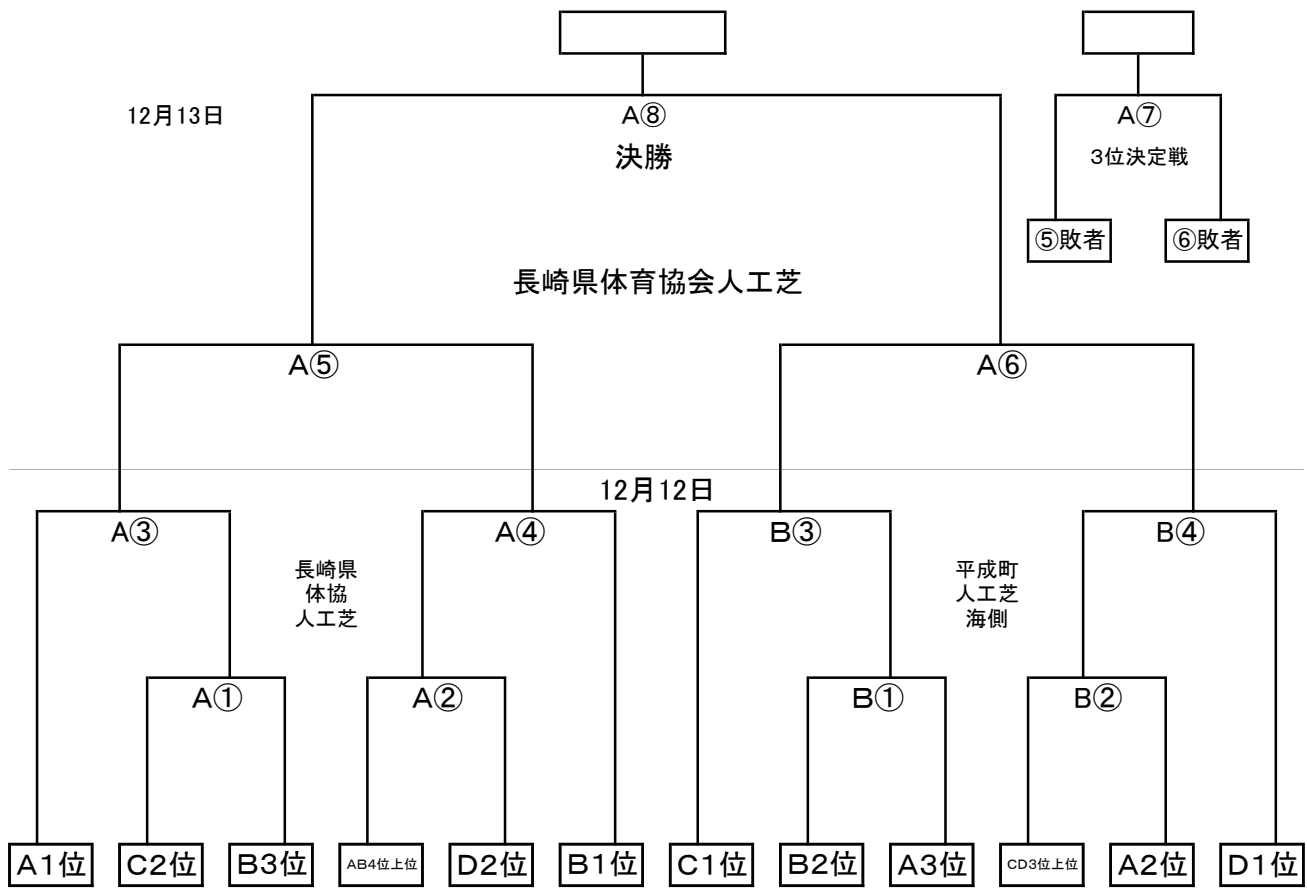 12月13日
A⑧
決勝
A⑦
3位決定戦
⑤敗者
⑥敗者
長崎県体育協会人工芝
A⑤
A⑥
12月12日
A③
A④
B③
B④
長崎県
体協
人工芝
平成町
人工芝
海側
A①
A②
B①
B②
A1位
C2位
B3位
AB4位上位
D2位
B1位
C1位
B2位
A3位
CD3位上位
A2位
D1位